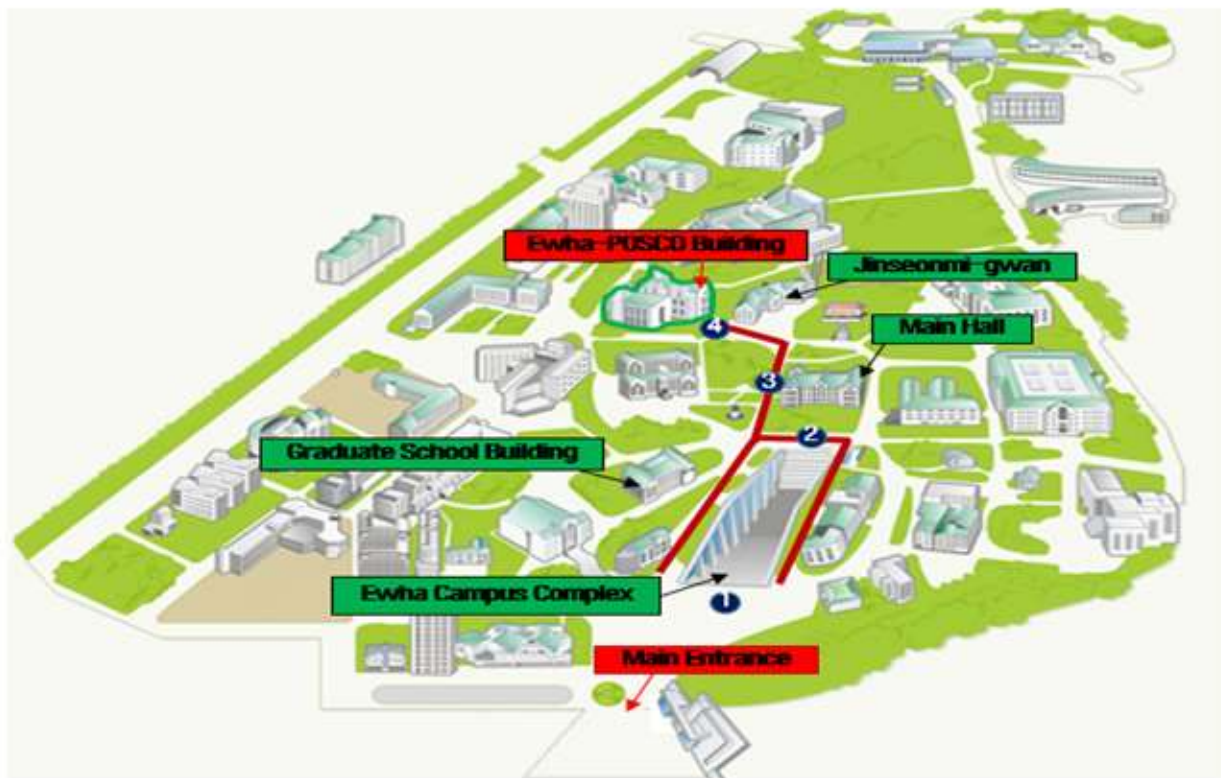 Ewha-POSCO Building
Jinseonmi-gwan
4
Main Hall
3
2
Graduate School Building
Ewha Campus Complex
1
Main Entrance